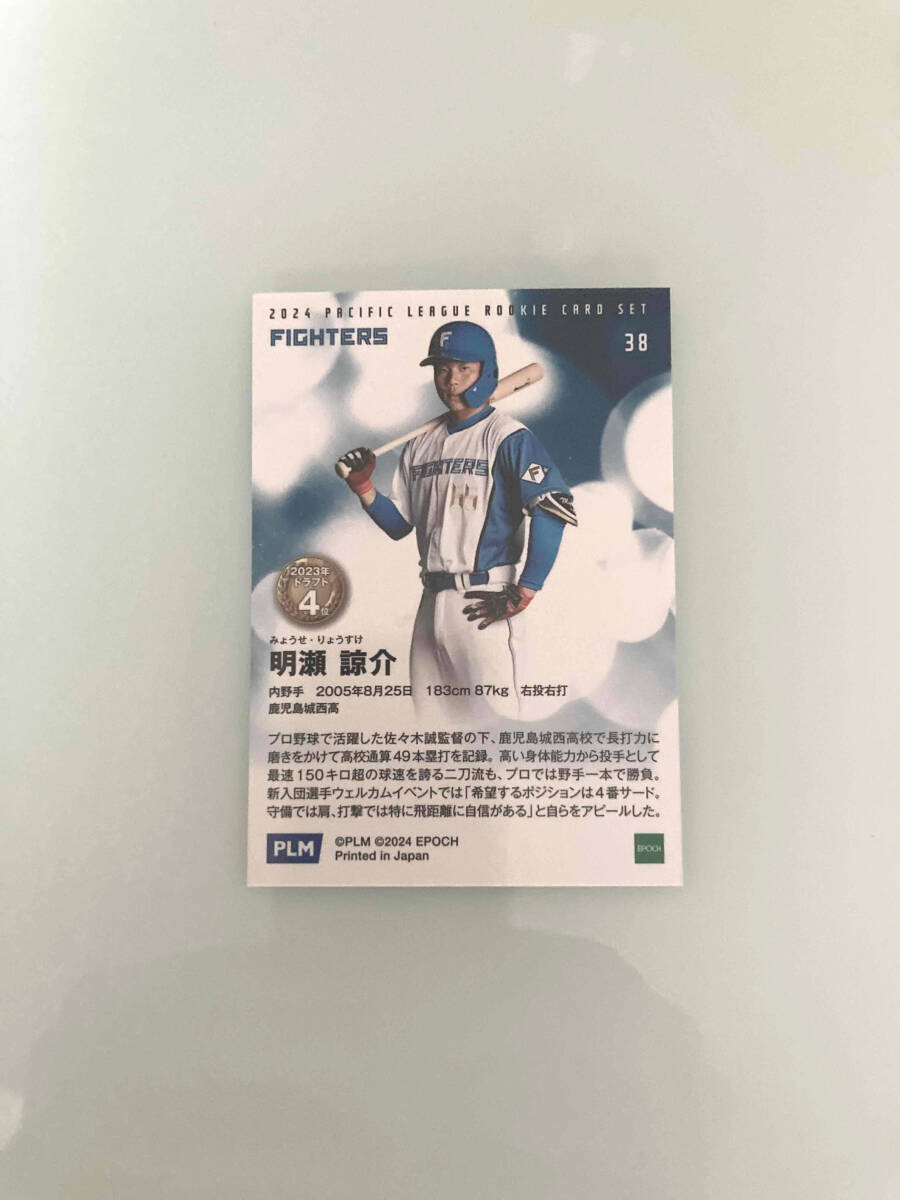 2024 PACIFIC LEAGUE ROOKIE CARD SET
FIGHTERS
38
F
FIGHTERS
F
2023年
ドラフト
4位
みょうせ・りょうすけ
明瀬 諒介
内野手 2005年8月25日 183cm 87kg 右投右打
鹿児島城西高
プロ野球で活躍した佐々木誠監督の下、鹿児島城西高校で長打力に
磨きをかけて高校通算49本塁打を記録。高い身体能力から投手として
最速150キロ超の球速を誇る二刀流も、プロでは野手一本で勝負。
新入団選手ウェルカムイベントでは「希望するポジションは4番サード。
守備では肩、打撃では特に飛距離に自信がある」と自らをアピールした。
PLM
©PLM ©2024 EPOCH
Printed in Japan
EPOCH